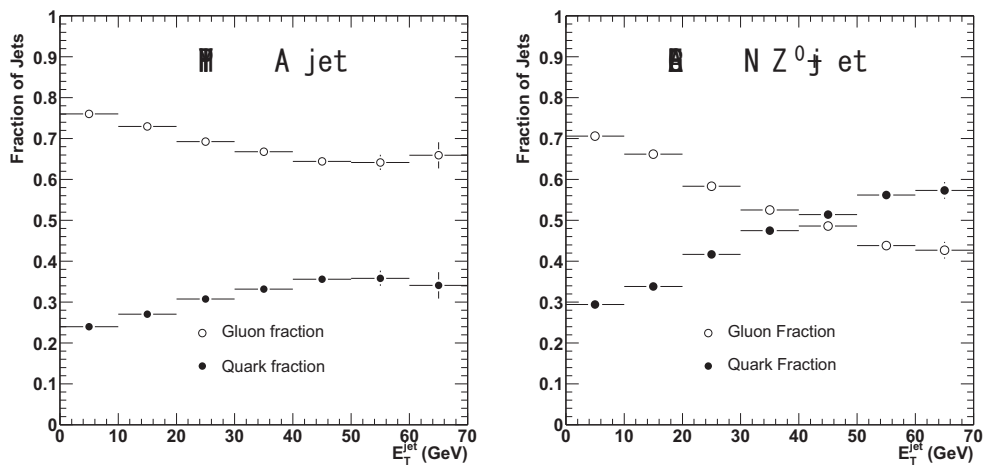 Fraction of Jets
1
0.9
0.8
0.7
0.6
0.5
0.4
0.3
0.2
0.1
0
A jet
Gluon fraction
Quark fraction
0 10 20 30 40 50 60 70
E_T^jet (GeV)
Fraction of Jets
1
0.9
0.8
0.7
0.6
0.5
0.4
0.3
0.2
0.1
0
N Z⁰+jet
Gluon Fraction
Quark Fraction
0 10 20 30 40 50 60 70
E_T^jet (GeV)